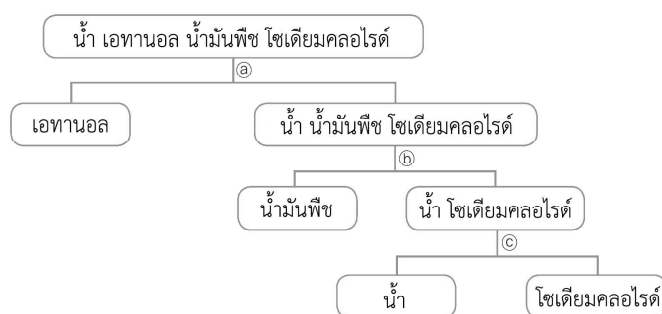 น้ำ เอทานอล น้ำมันพืช โซเดียมคลอไรด์
ⓐ
เอทานอล
น้ำ น้ำมันพืช โซเดียมคลอไรด์
ⓑ
น้ำมันพืช
น้ำ โซเดียมคลอไรด์
ⓒ
น้ำ
โซเดียมคลอไรด์